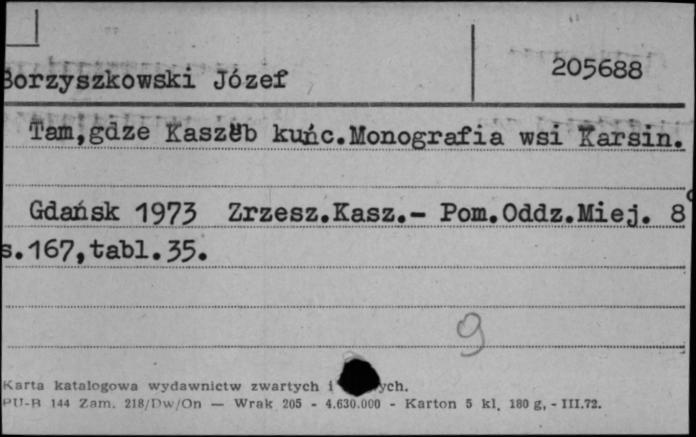 Borzyszkowski Józef
205688
Tam,gdze Kaszëb kuńc.Monografia wsi Karsin.
Gdańsk 1973 Zrzesz.Kasz.- Pom.Oddz.Miej. 8°
s.167,tabl.35.
9
Karta katalogowa wydawnictw zwartych i
PU-B 144 Zam. 218/Dw/On — Wrak 205 - 4.630.000 - Karton 5 kl. 180 g, - III.72.